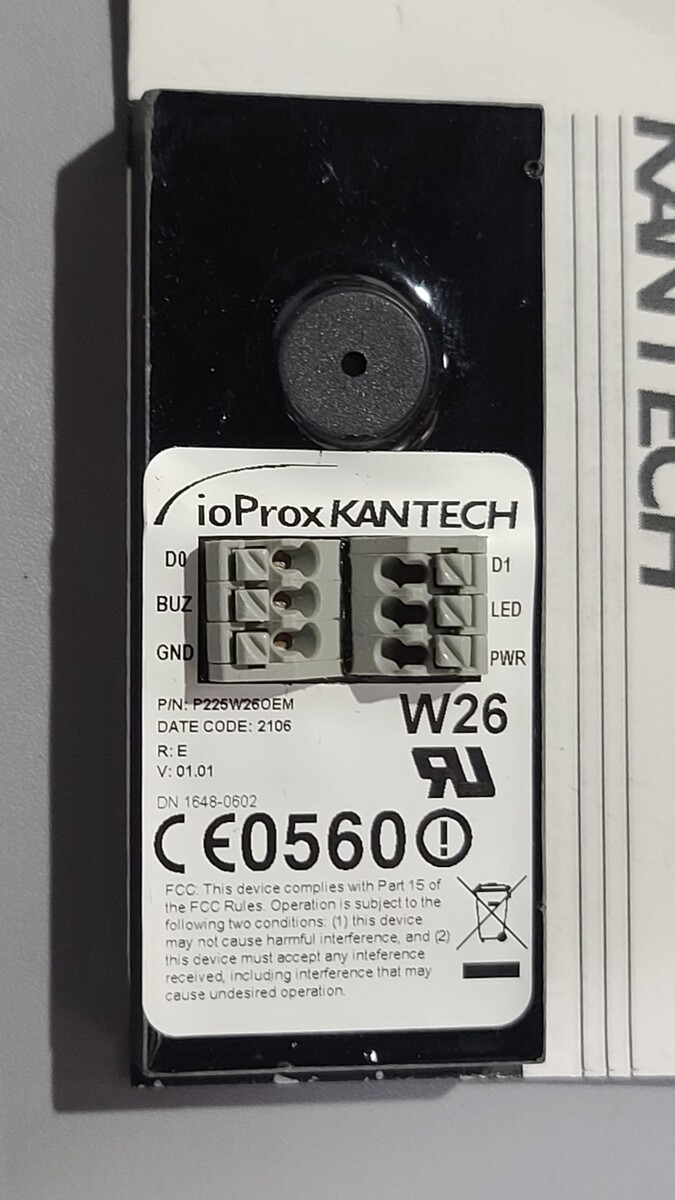 ioProx KANTECH
D0 D1
BUZ LED
GND PWR
P/N: P225W26OEM
DATE CODE: 2106
R: E
V: 01.01
W26
DN 1648-0602
CE0560
FCC: This device complies with Part 15 of
the FCC Rules. Operation is subject to the
following two conditions: (1) this device
may not cause harmful interference, and (2)
this device must accept any inteference
received, including interference that may
cause undesired operation.
KANTECH